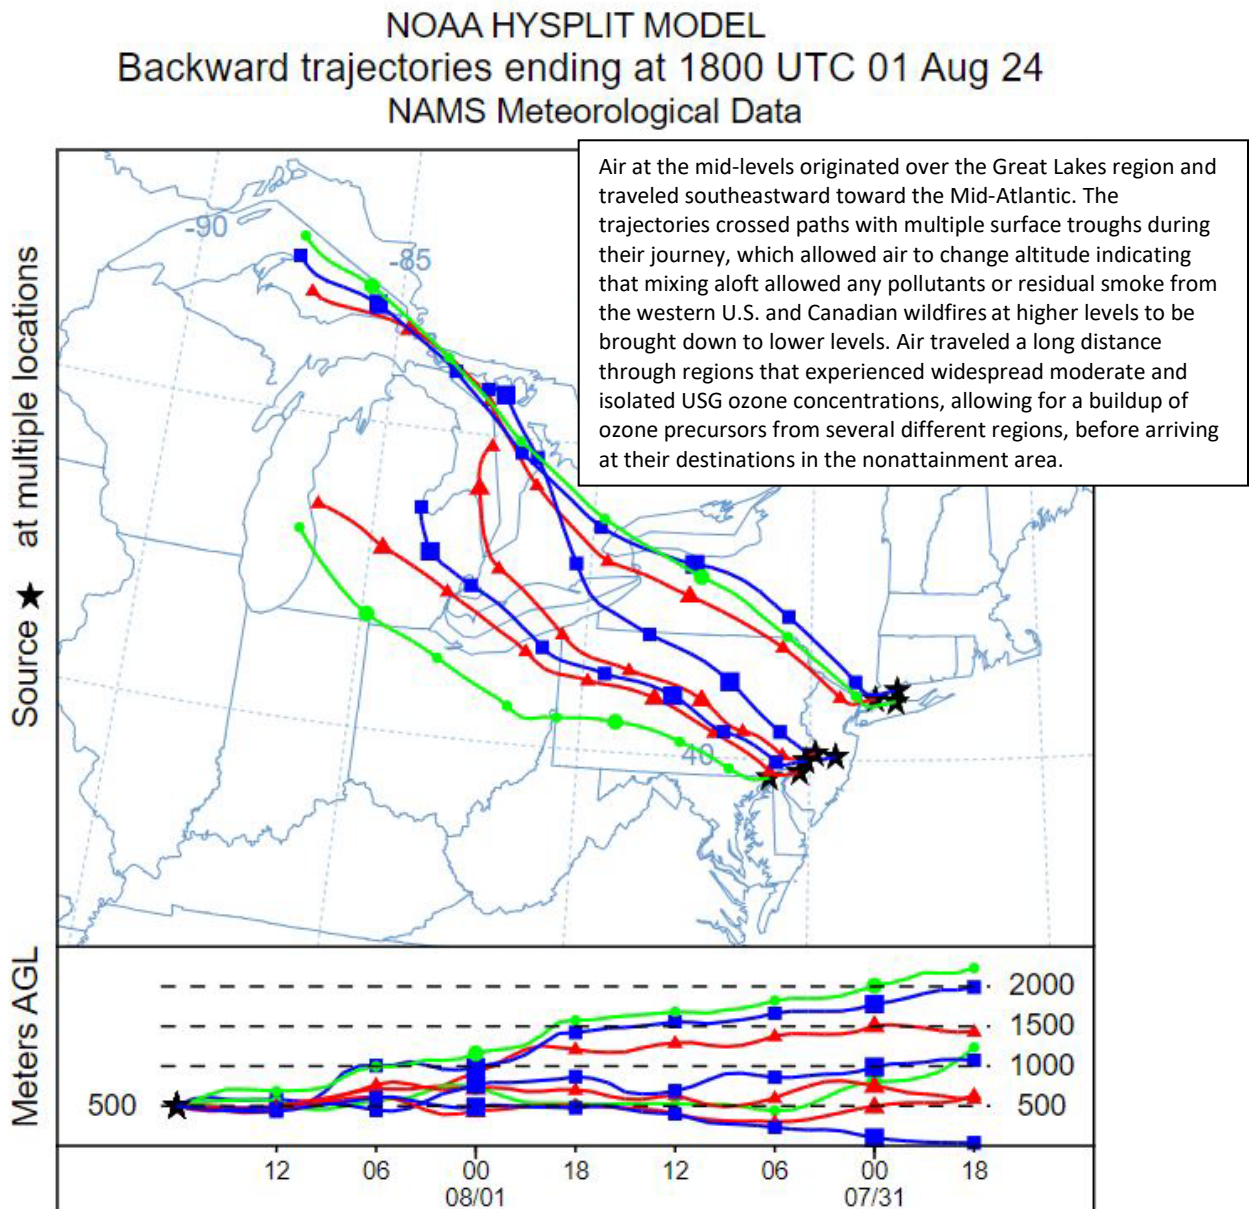 NOAA HYSPLIT MODEL
Backward trajectories ending at 1800 UTC 01 Aug 24
NAMS Meteorological Data
Air at the mid-levels originated over the Great Lakes region and
traveled southeastward toward the Mid-Atlantic. The
trajectories crossed paths with multiple surface troughs during
their journey, which allowed air to change altitude indicating
that mixing aloft allowed any pollutants or residual smoke from
the western U.S. and Canadian wildfires at higher levels to be
brought down to lower levels. Air traveled a long distance
through regions that experienced widespread moderate and
isolated USG ozone concentrations, allowing for a buildup of
ozone precursors from several different regions, before arriving
at their destinations in the nonattainment area.
-90
-85
40
Source ★ at multiple locations
Meters AGL
2000
1500
1000
500
500
12 06 00 18 12 06 00 18
08/01 07/31